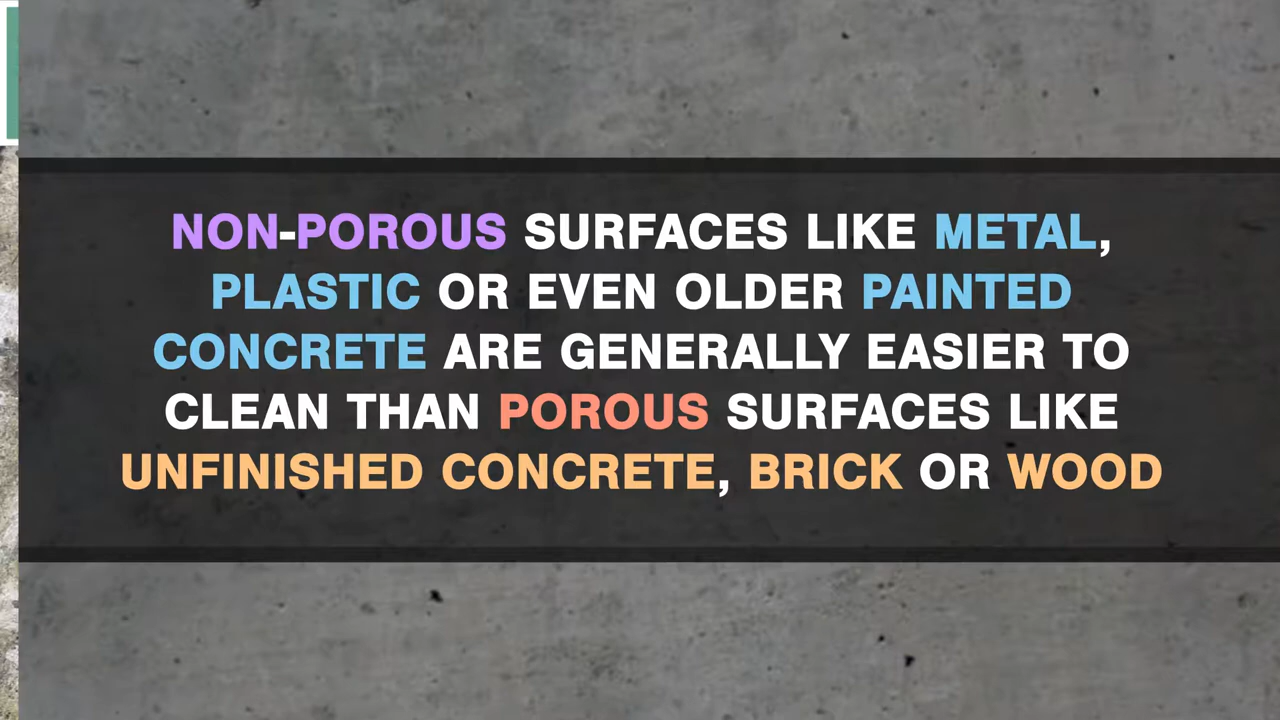 NON-POROUS SURFACES LIKE METAL,
PLASTIC OR EVEN OLDER PAINTED
CONCRETE ARE GENERALLY EASIER TO
CLEAN THAN POROUS SURFACES LIKE
UNFINISHED CONCRETE, BRICK OR WOOD